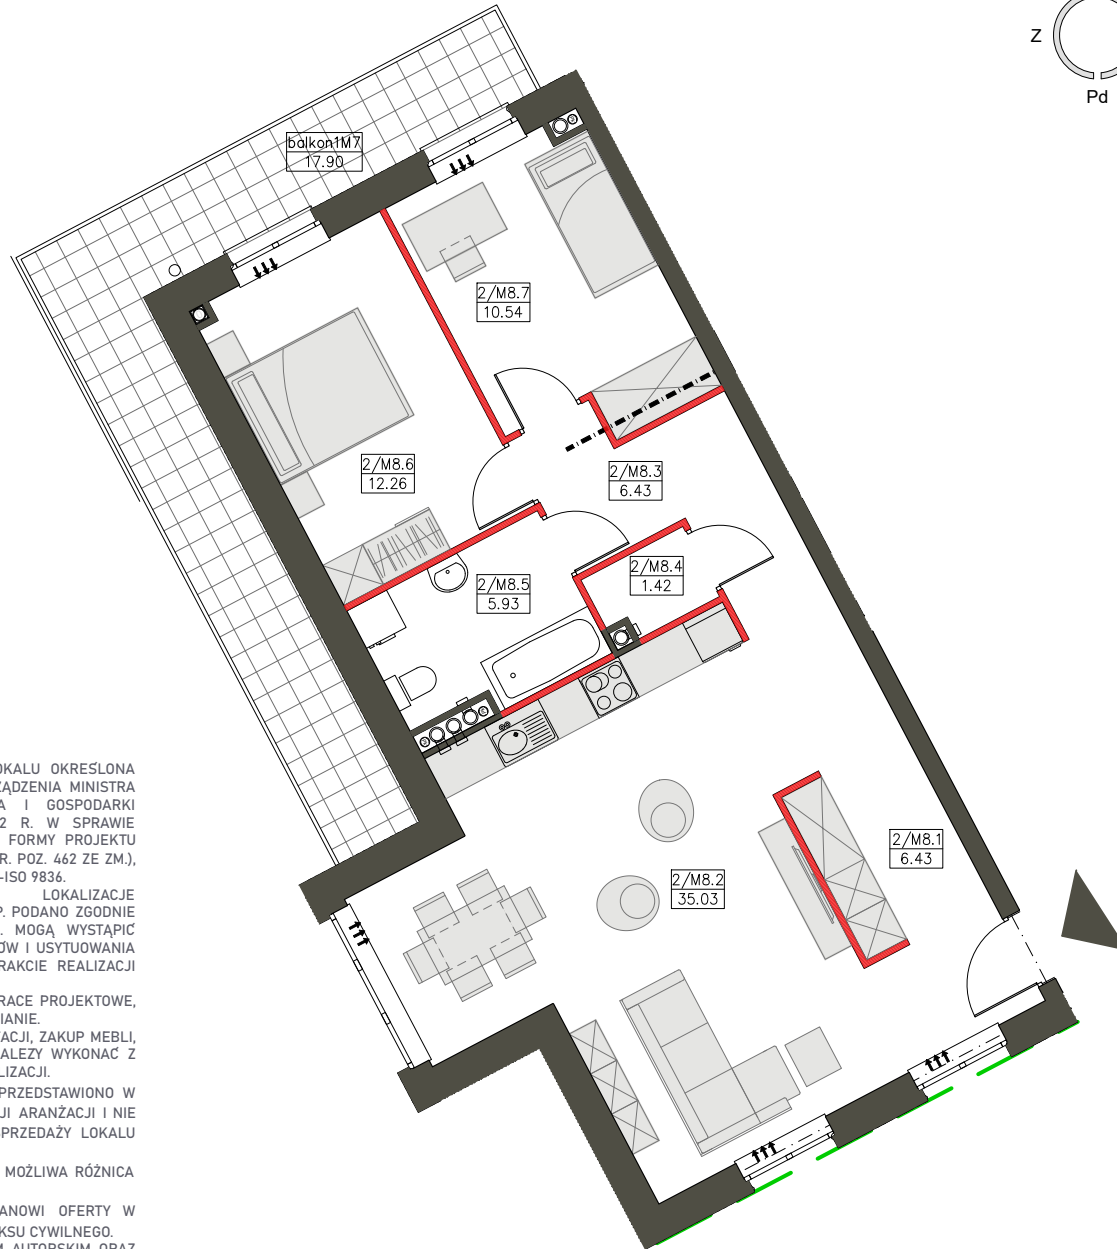 Z
Pd
balkon1M7
17.90
2/M8.7
10.54
2/M8.6
12.26
2/M8.3
6.43
2/M8.4
1.42
2/M8.5
5.93
2/M8.1
6.43
2/M8.2
35.03
OKALU OKREŚLONA
ZĄDZENIA MINISTRA
A I GOSPODARKI
2 R. W SPRAWIE
FORMY PROJEKTU
R. POZ. 462 ZE ZM.),
-ISO 9836.
LOKALIZACJE
P. PODANO ZGODNIE
. MOGĄ WYSTĄPIĆ
ÓW I USYTUOWANIA
RAKCIE REALIZACJI
RACE PROJEKTOWE,
IANIE.
ACJI, ZAKUP MEBLI,
ALEZY WYKONAĆ Z
LIZACJI.
PRZEDSTAWIONO W
JI ARANŻACJI I NIE
SPRZEDAŻY LOKALU
MOŻLIWA RÓŻNICA
ANOWI OFERTY W
KSU CYWILNEGO.
M AUTORSKIM ORAZ